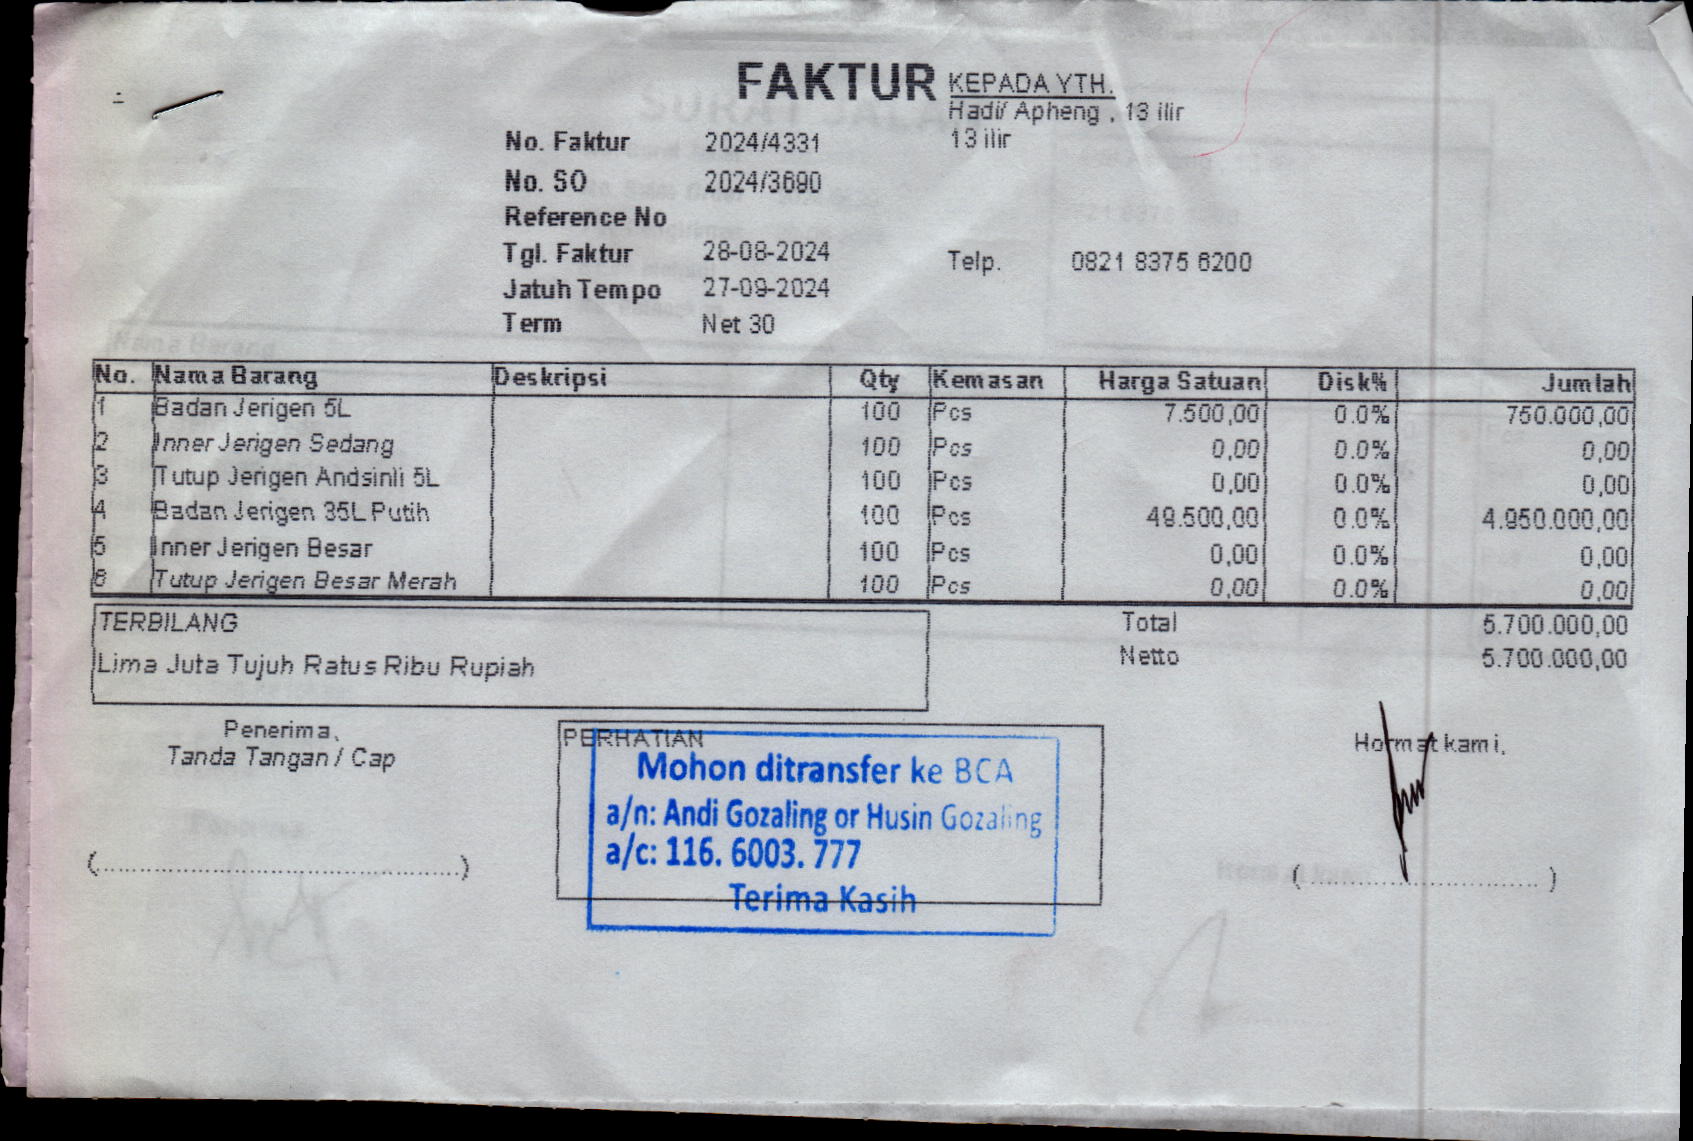 FAKTUR
KEPADA YTH.
Hadi/ Apheng , 13 ilir
13 ilir
No. Faktur 2024/4331
No. SO 2024/3690
Reference No
Tgl. Faktur 28-08-2024
Telp. 0821 8375 6200
Jatuh Tempo 27-09-2024
Term Net 30
No. Nama Barang Deskripsi Qty Kemasan Harga Satuan Disk% Jumlah
1 Badan Jerigen 5L 100 Pcs 7.500,00 0.0% 750.000,00
2 Inner Jerigen Sedang 100 Pcs 0,00 0.0% 0,00
3 Tutup Jerigen Andsinli 5L 100 Pcs 0,00 0.0% 0,00
4 Badan Jerigen 35L Putih 100 Pcs 49.500,00 0.0% 4.950.000,00
5 Inner Jerigen Besar 100 Pcs 0,00 0.0% 0,00
6 Tutup Jerigen Besar Merah 100 Pcs 0,00 0.0% 0,00
TERBILANG
Lima Juta Tujuh Ratus Ribu Rupiah
Total 5.700.000,00
Netto 5.700.000,00
Penerima,
Tanda Tangan / Cap
PERHATIAN
Mohon ditransfer ke BCA
a/n: Andi Gozaling or Husin Gozaling
a/c: 116. 6003. 777
Terima Kasih
Hormat kami,